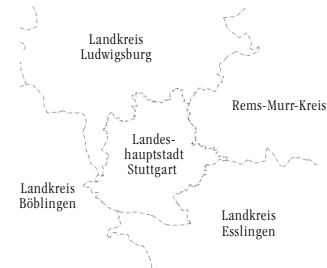 Landkreis
Ludwigsburg
Rems-Murr-Kreis
Landes-
hauptstadt
Stuttgart
Landkreis
Böblingen
Landkreis
Esslingen